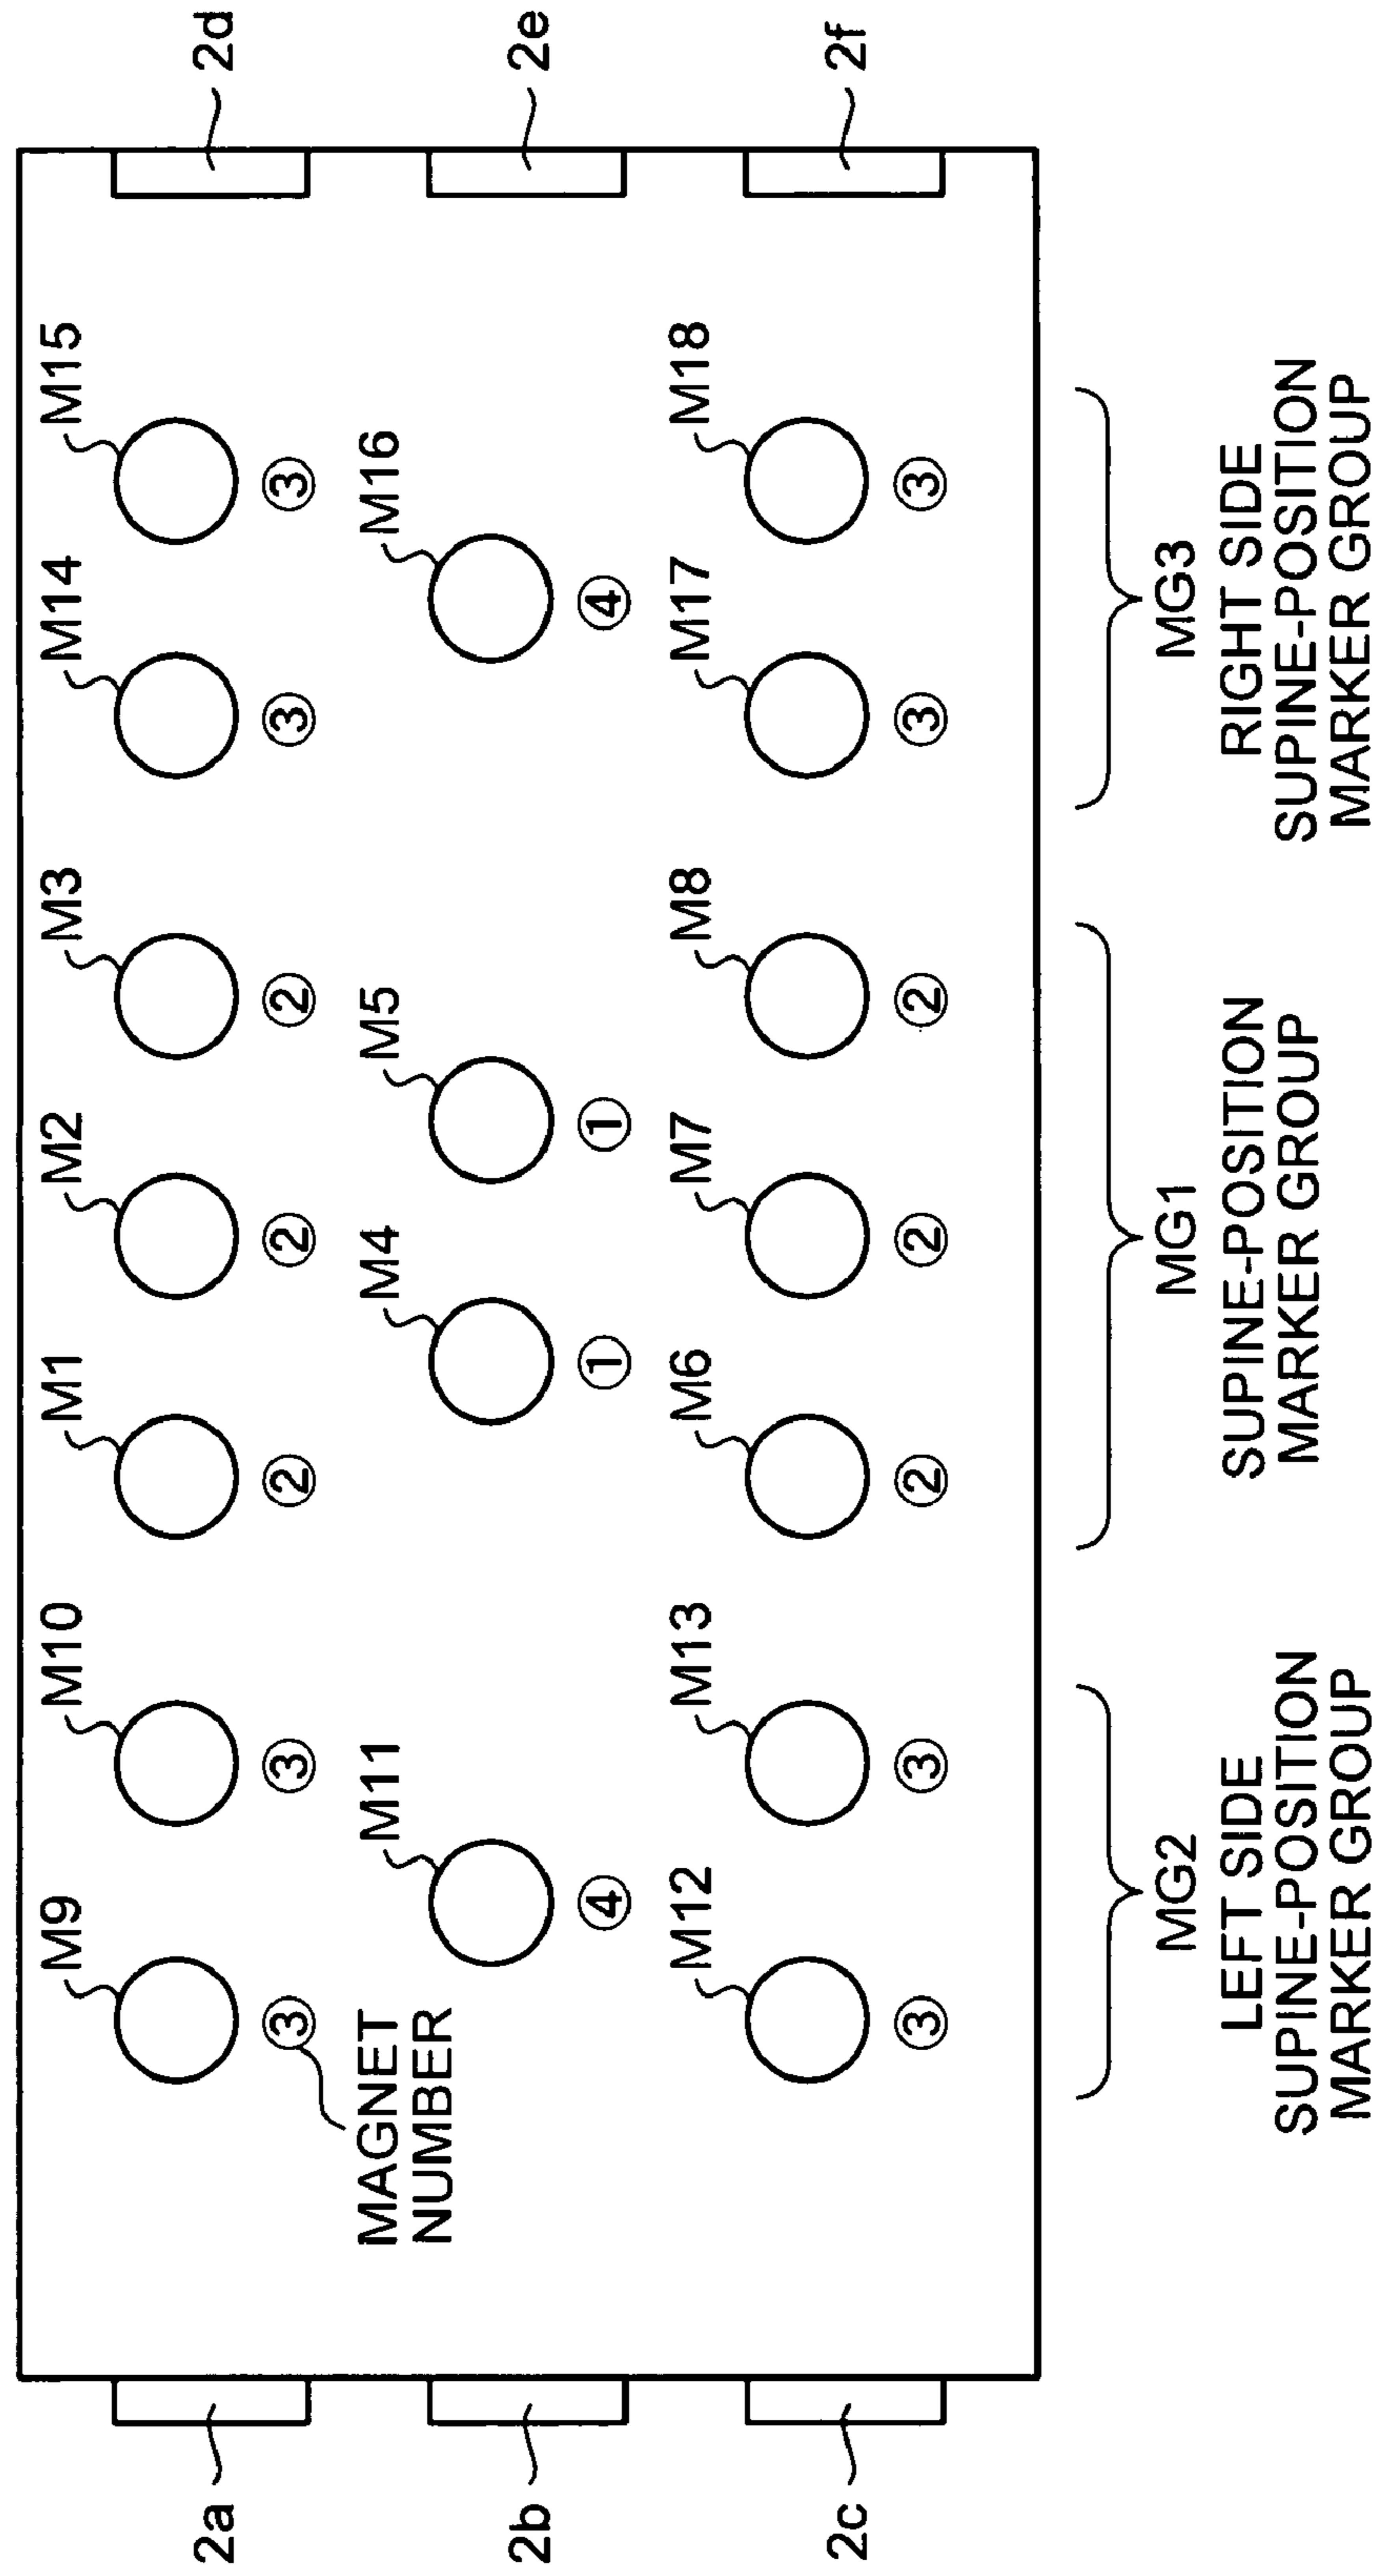 2a
2b
2c
2d
2e
2f
M9
M10
M1
M2
M3
M14
M15
③
③
②
②
②
③
③
MAGNET
NUMBER
M11
M4
M5
M16
④
①
①
④
M12
M13
M6
M7
M8
M17
M18
③
③
②
②
②
③
③
MG2
LEFT SIDE
SUPINE-POSITION
MARKER GROUP
MG1
SUPINE-POSITION
MARKER GROUP
MG3
RIGHT SIDE
SUPINE-POSITION
MARKER GROUP